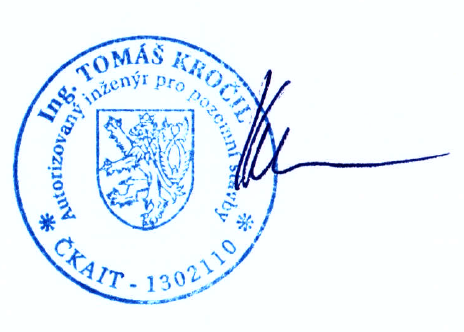 Ing. TOMÁŠ KROČIL
Autorizovaný inženýr pro pozemní stavby
* ČKAIT - 1302110 *